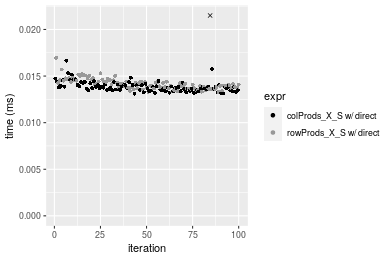 0.020
0.015
0.010
0.005
0.000
time (ms)
0
25
50
75
100
iteration
expr
colProds_X_S w/ direct
rowProds_X_S w/ direct